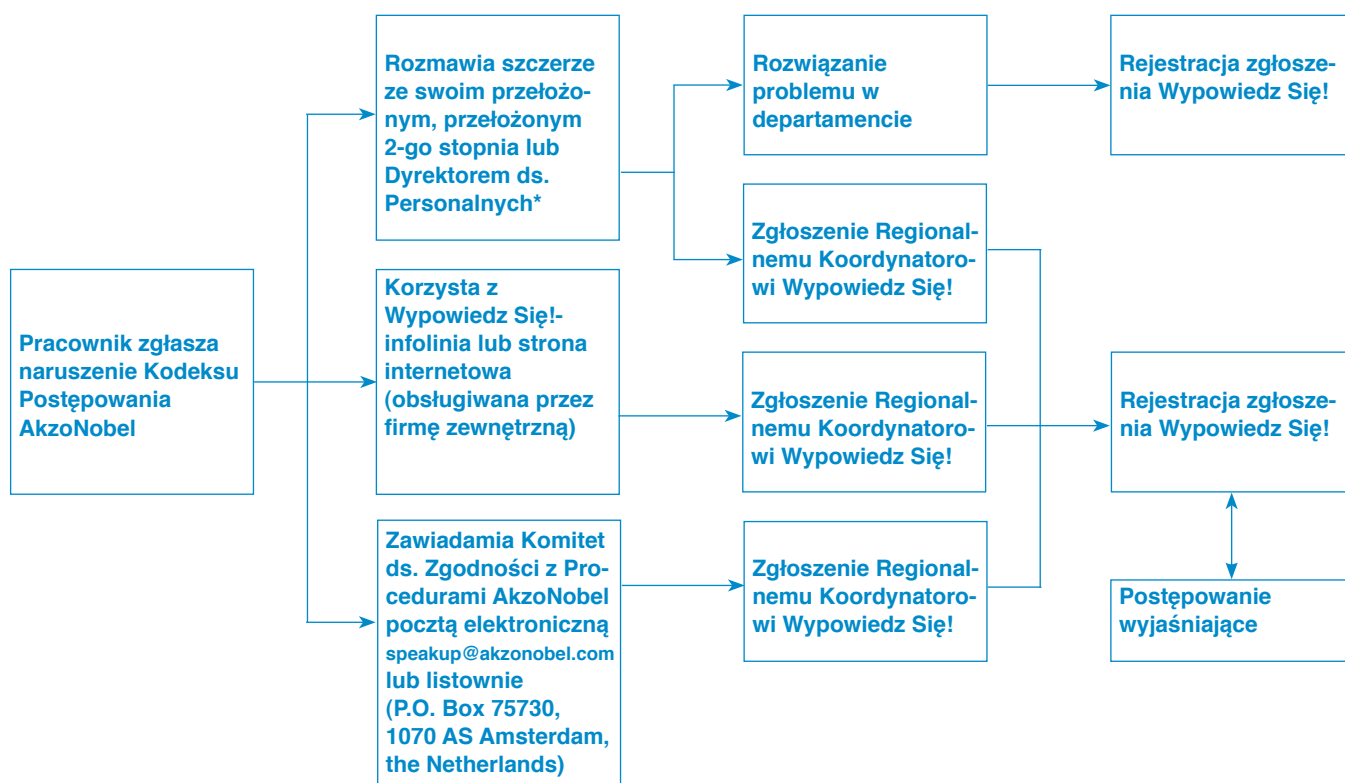 Pracownik zgłasza
naruszenie Kodeksu
Postępowania
AkzoNobel
Rozmawia szczerze
ze swoim przełożo-
nym, przełożonym
2-go stopnia lub
Dyrektorem ds.
Personalnych*
Rozwiązanie
problemu w
departamencie
Rejestracja zgłosze-
nia Wypowiedz Się!
Zgłoszenie Regional-
nemu Koordynatoro-
wi Wypowiedz Się!
Korzysta z
Wypowiedz Się!-
infolinia lub strona
internetowa
(obsługiwana przez
firmę zewnętrzną)
Zgłoszenie Regional-
nemu Koordynatoro-
wi Wypowiedz Się!
Rejestracja zgłosze-
nia Wypowiedz Się!
Zawiadamia Komitet
ds. Zgodności z Pro-
cedurami AkzoNobel
pocztą elektroniczną
speakup@akzonobel.com
lub listownie
(P.O. Box 75730,
1070 AS Amsterdam,
the Netherlands)
Zgłoszenie Regional-
nemu Koordynatoro-
wi Wypowiedz Się!
Postępowanie
wyjaśniające